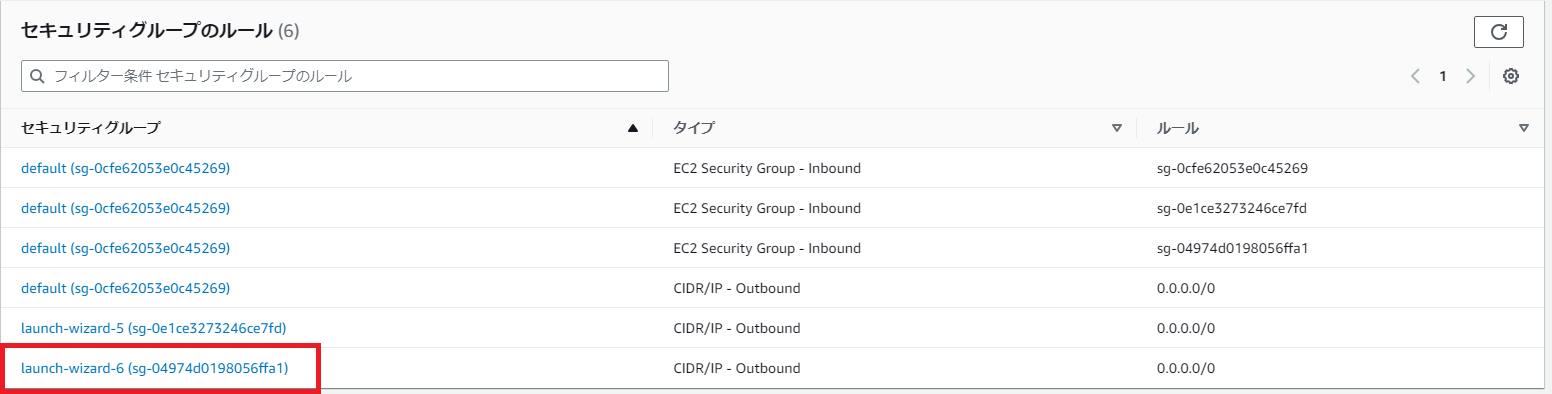 セキュリティグループのルール (6)
フィルター条件 セキュリティグループのルール
1
セキュリティグループ タイプ ルール
default (sg-0cfe62053e0c45269) EC2 Security Group - Inbound sg-0cfe62053e0c45269
default (sg-0cfe62053e0c45269) EC2 Security Group - Inbound sg-0e1ce3273246ce7fd
default (sg-0cfe62053e0c45269) EC2 Security Group - Inbound sg-04974d0198056ffa1
default (sg-0cfe62053e0c45269) CIDR/IP - Outbound 0.0.0.0/0
launch-wizard-5 (sg-0e1ce3273246ce7fd) CIDR/IP - Outbound 0.0.0.0/0
launch-wizard-6 (sg-04974d0198056ffa1) CIDR/IP - Outbound 0.0.0.0/0